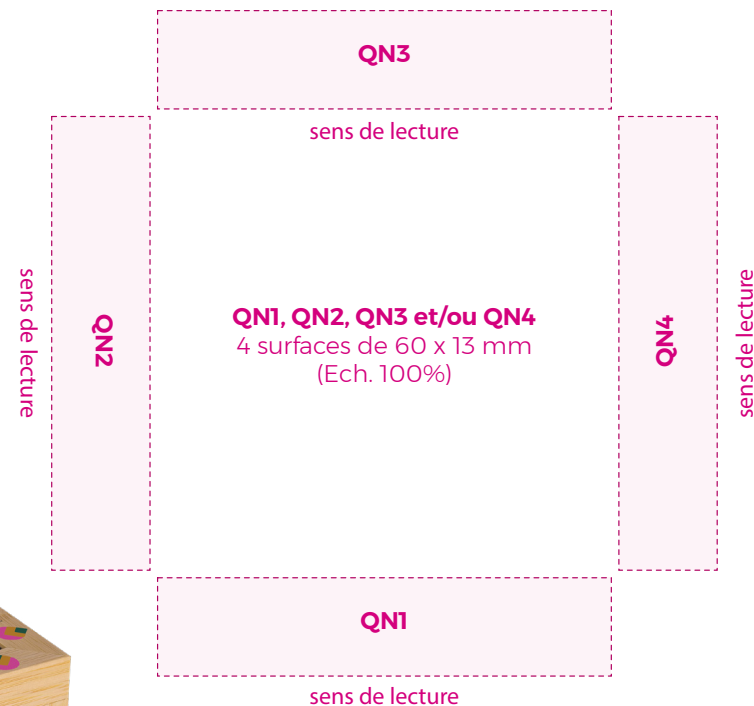 QN3
sens de lecture
sens de lecture
QN2
QN1, QN2, QN3 et/ou QN4
4 surfaces de 60 x 13 mm
(Ech. 100%)
QN4
sens de lecture
QN1
sens de lecture